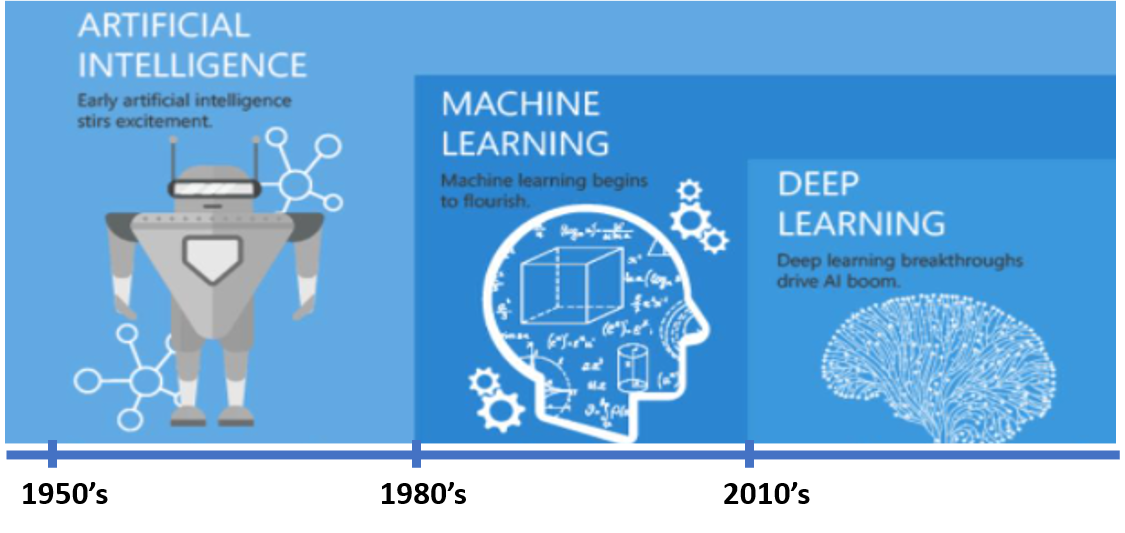 ARTIFICIAL
INTELLIGENCE
Early artificial intelligence
stirs excitement.
MACHINE
LEARNING
Machine learning begins
to flourish.
DEEP
LEARNING
Deep learning breakthroughs
drive AI boom.
1950's
1980's
2010's